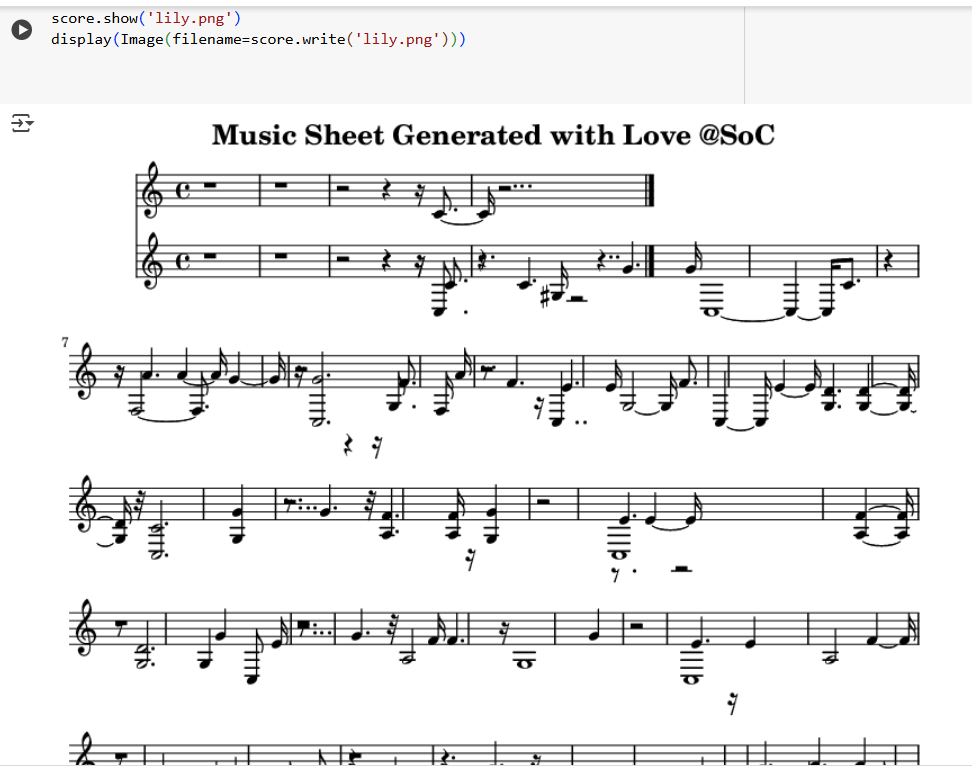 score.show('lily.png')
display(Image(filename=score.write('lily.png')))
Music Sheet Generated with Love @SoC
7